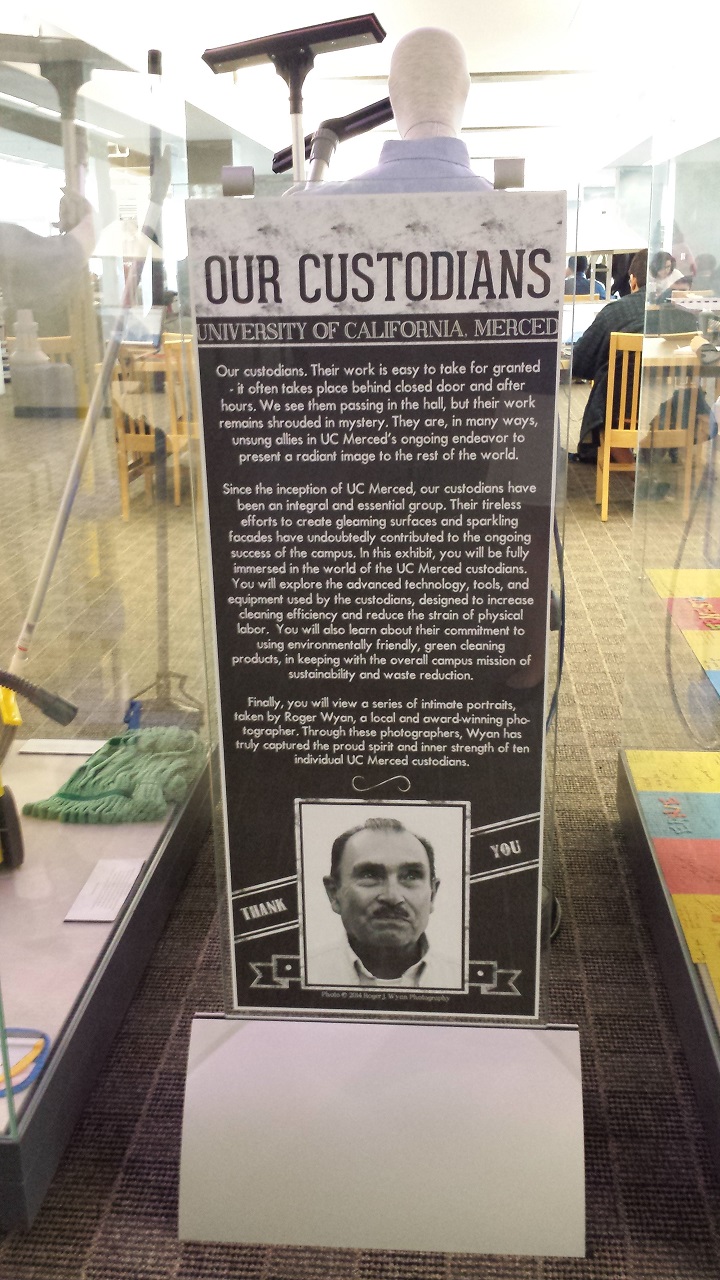 OUR CUSTODIANS
UNIVERSITY OF CALIFORNIA, MERCED
Our custodians. Their work is easy to take for granted
- it often takes place behind closed door and after
hours. We see them passing in the hall, but their work
remains shrouded in mystery. They are, in many ways,
unsung allies in UC Merced's ongoing endeavor to
present a radiant image to the rest of the world.
Since the inception of UC Merced, our custodians have
been an integral and essential group. Their tireless
efforts to create gleaming surfaces and sparkling
facades have undoubtedly contributed to the ongoing
success of the campus. In this exhibit, you will be fully
immersed in the world of the UC Merced custodians.
You will explore the advanced technology, tools, and
equipment used by the custodians, designed to increase
cleaning efficiency and reduce the strain of physical
labor. You will also learn about their commitment to
using environmentally friendly, green cleaning
products, in keeping with the overall campus mission of
sustainability and waste reduction.
Finally, you will view a series of intimate portraits,
taken by Roger Wyan, a local and award-winning pho-
tographer. Through these photographers, Wyan has
truly captured the proud spirit and inner strength of ten
individual UC Merced custodians.
THANK
YOU
Photo © 2014 Roger J. Wyan Photography